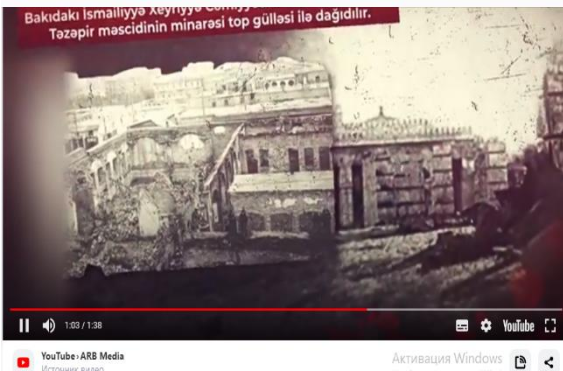 Bakıdakı İsmailiyyə Xeyriyyə
Təzəpir məscidinin minarəsi top gülləsi ilə dağıdılır.
1:03 / 1:38
YouTube
YouTube › ARB Media
Источник видео
Активация Windows